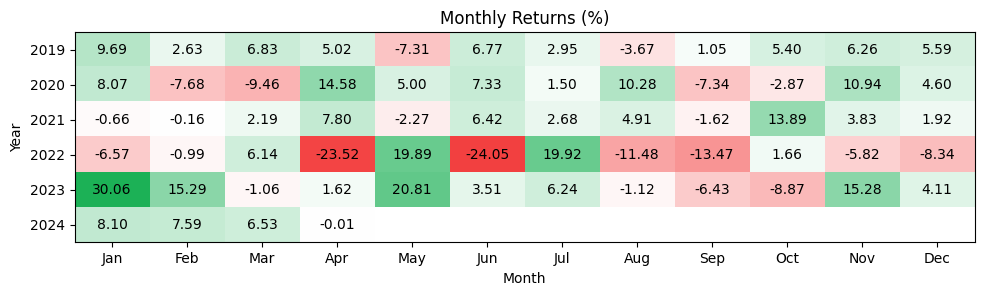 Monthly Returns (%)
Year
2019 9.69 2.63 6.83 5.02 -7.31 6.77 2.95 -3.67 1.05 5.40 6.26 5.59
2020 8.07 -7.68 -9.46 14.58 5.00 7.33 1.50 10.28 -7.34 -2.87 10.94 4.60
2021 -0.66 -0.16 2.19 7.80 -2.27 6.42 2.68 4.91 -1.62 13.89 3.83 1.92
2022 -6.57 -0.99 6.14 -23.52 19.89 -24.05 19.92 -11.48 -13.47 1.66 -5.82 -8.34
2023 30.06 15.29 -1.06 1.62 20.81 3.51 6.24 -1.12 -6.43 -8.87 15.28 4.11
2024 8.10 7.59 6.53 -0.01
Jan Feb Mar Apr May Jun Jul Aug Sep Oct Nov Dec
Month